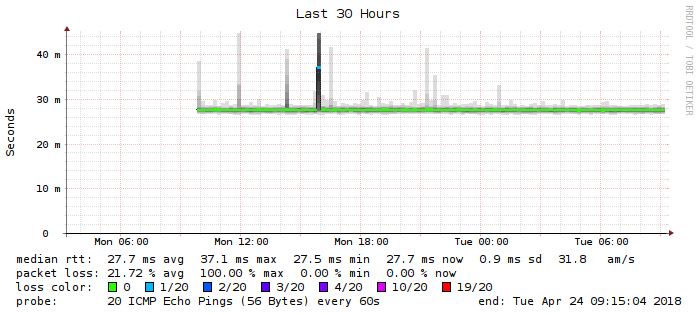 Last 30 Hours
RRDTOOL / TOBI OETIKER
Seconds
40 m
30 m
20 m
10 m
0
Mon 06:00 Mon 12:00 Mon 18:00 Tue 00:00 Tue 06:00
median rtt: 27.7 ms avg 37.1 ms max 27.5 ms min 27.7 ms now 0.9 ms sd 31.8 am/s
packet loss: 21.72 % avg 100.00 % max 0.00 % min 0.00 % now
loss color: 0 1/20 2/20 3/20 4/20 10/20 19/20
probe: 20 ICMP Echo Pings (56 Bytes) every 60s end: Tue Apr 24 09:15:04 2018